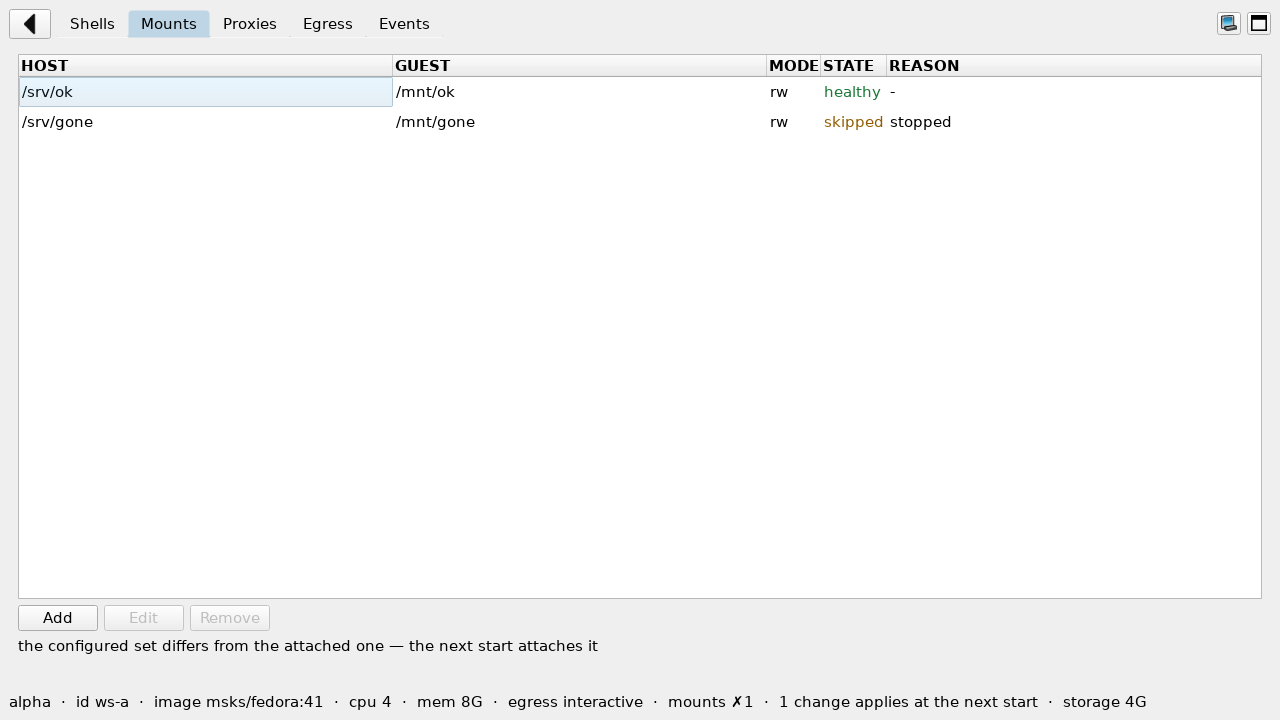 Shells Mounts Proxies Egress Events
HOST GUEST MODE STATE REASON
/srv/ok /mnt/ok rw healthy -
/srv/gone /mnt/gone rw skipped stopped
Add Edit Remove
the configured set differs from the attached one — the next start attaches it
alpha · id ws-a · image msks/fedora:41 · cpu 4 · mem 8G · egress interactive · mounts ✗1 · 1 change applies at the next start · storage 4G